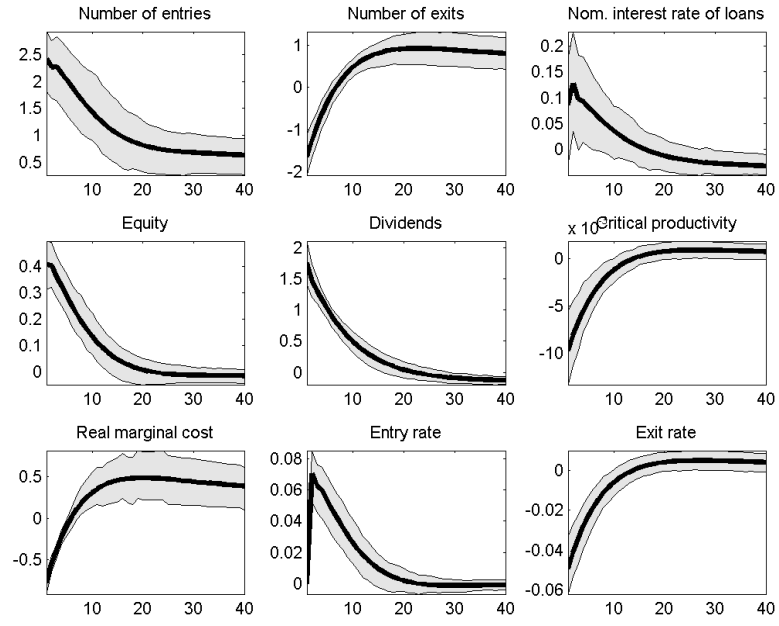 Number of entries
Number of exits
Nom. interest rate of loans
2.5
2
1.5
1
0.5
10 20 30 40
1
0
-1
-2
10 20 30 40
0.2
0.15
0.1
0.05
0
10 20 30 40
Equity
Dividends
x 10
Critical productivity
0.4
0.3
0.2
0.1
0
10 20 30 40
2
1.5
1
0.5
0
10 20 30 40
0
-5
-10
10 20 30 40
Real marginal cost
Entry rate
Exit rate
0.5
0
-0.5
10 20 30 40
0.08
0.06
0.04
0.02
0
10 20 30 40
0
-0.02
-0.04
-0.06
10 20 30 40